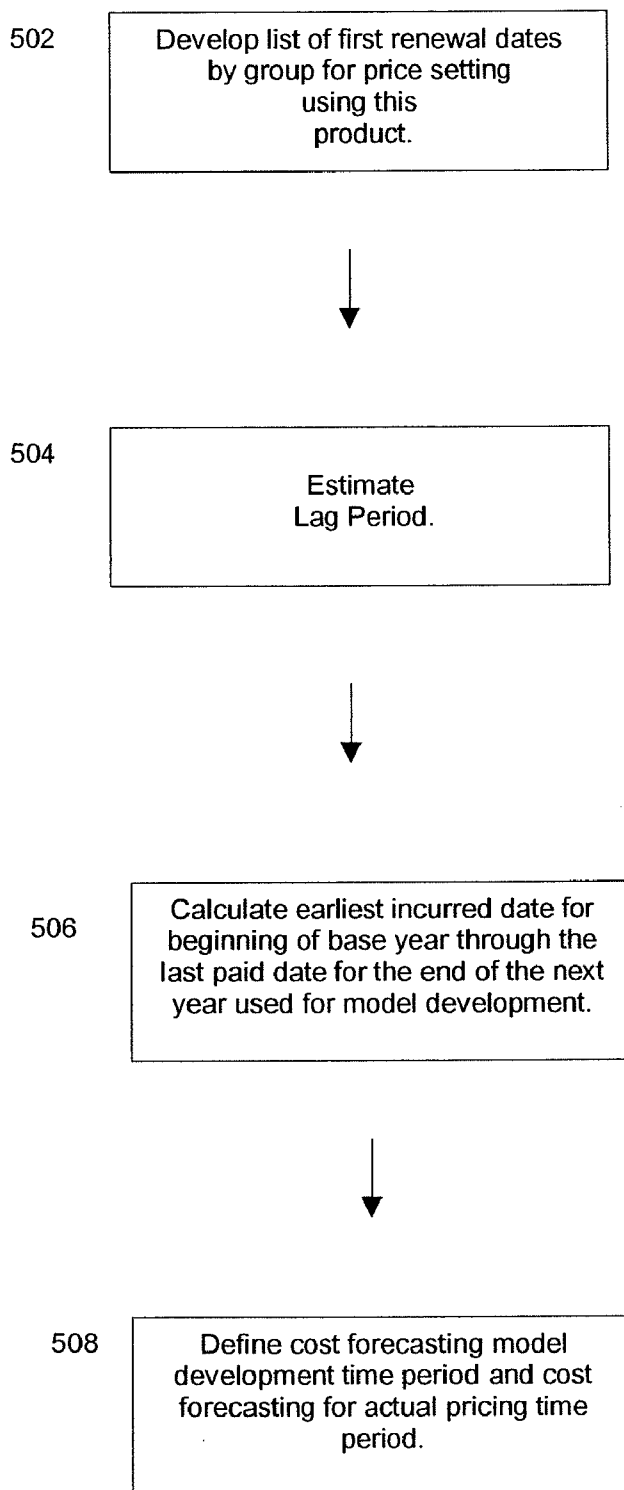 502
Develop list of first renewal dates
by group for price setting
using this
product.
504
Estimate
Lag Period.
506
Calculate earliest incurred date for
beginning of base year through the
last paid date for the end of the next
year used for model development.
508
Define cost forecasting model
development time period and cost
forecasting for actual pricing time
period.